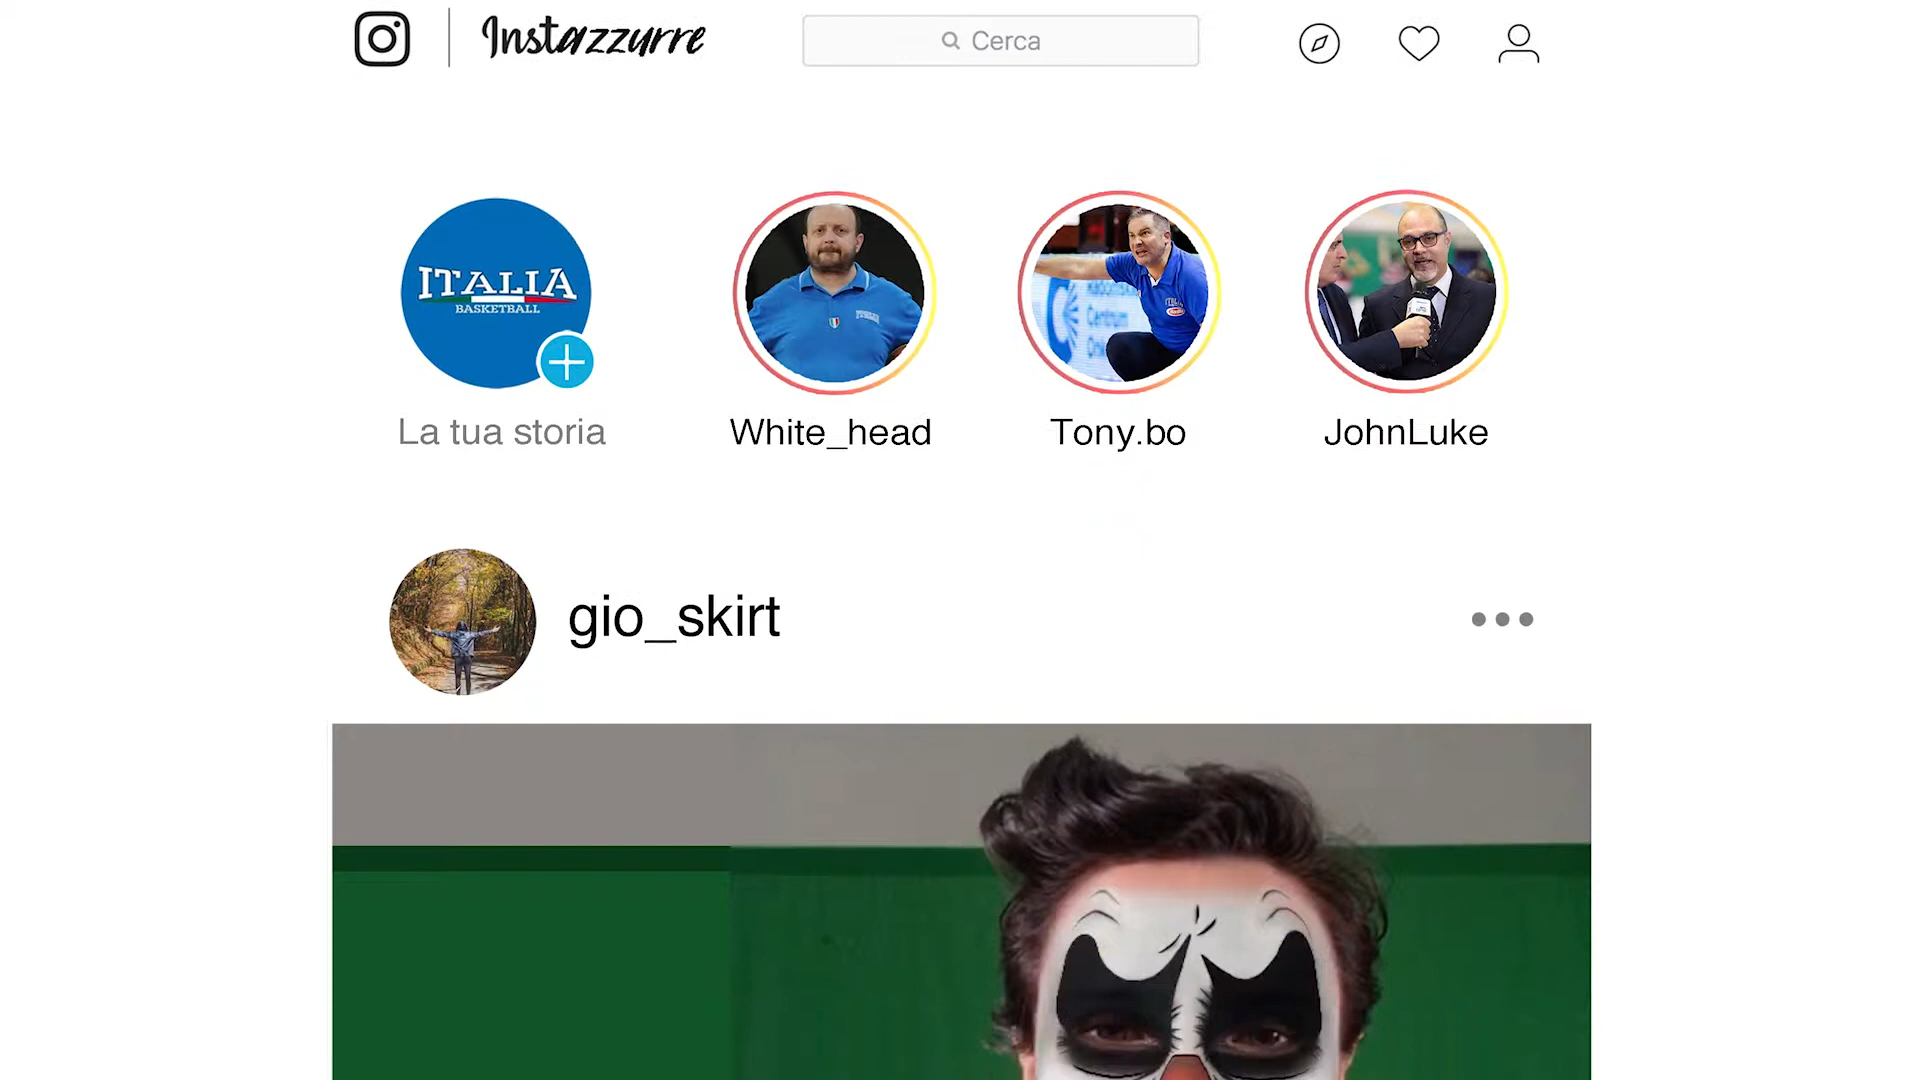 Instazzurre
Cerca
ITALIA
BASKETBALL
La tua storia
White_head
Tony.bo
JohnLuke
gio_skirt